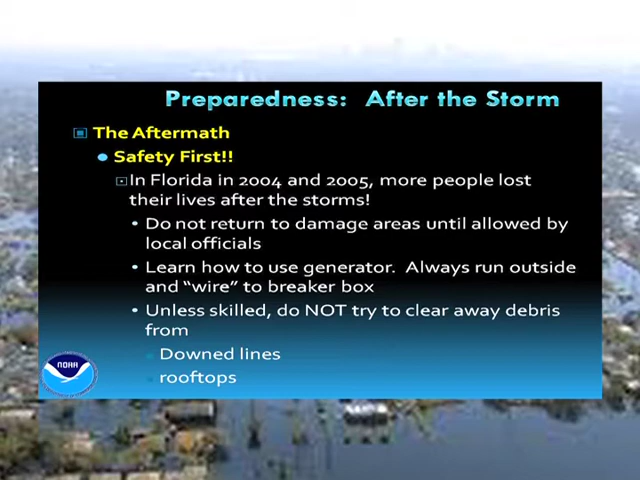 Preparedness: After the Storm
The Aftermath
Safety First!!
In Florida in 2004 and 2005, more people lost
their lives after the storms!
Do not return to damage areas until allowed by
local officials
Learn how to use generator. Always run outside
and “wire” to breaker box
Unless skilled, do NOT try to clear away debris
from
Downed lines
rooftops
NOAA